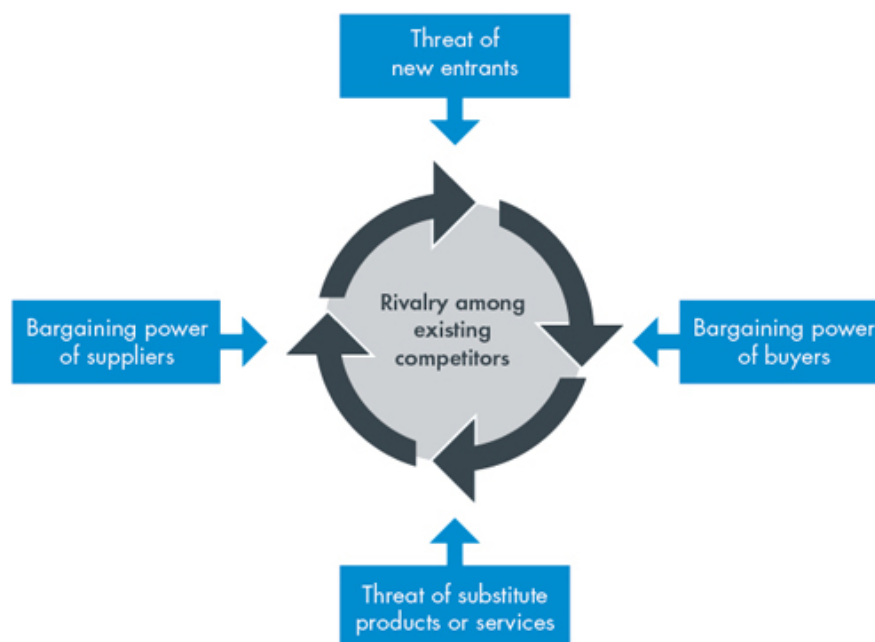 Threat of
new entrants
Bargaining power
of suppliers
Rivalry among
existing
competitors
Bargaining power
of buyers
Threat of substitute
products or services